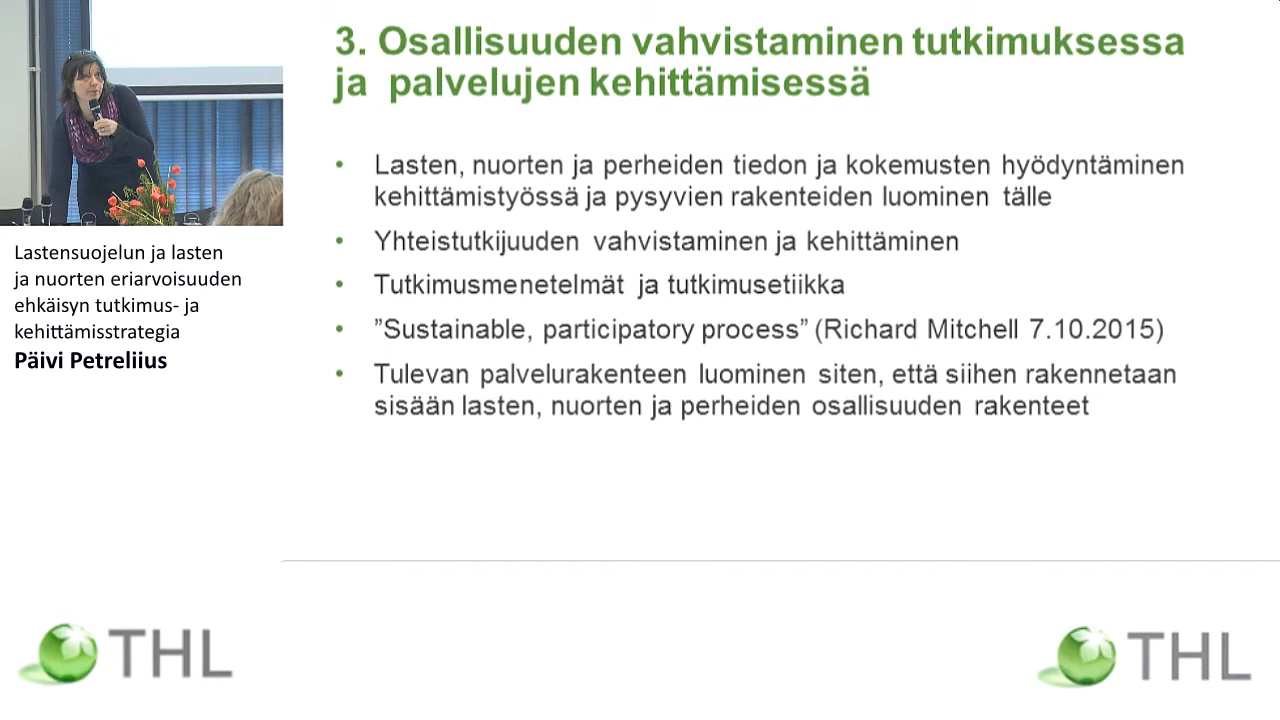 3. Osallisuuden vahvistaminen tutkimuksessa
ja palvelujen kehittämisessä
• Lasten, nuorten ja perheiden tiedon ja kokemusten hyödyntäminen
kehittämistyössä ja pysyvien rakenteiden luominen tälle
• Yhteistutkijuuden vahvistaminen ja kehittäminen
• Tutkimusmenetelmät ja tutkimusetiikka
• ”Sustainable, participatory process” (Richard Mitchell 7.10.2015)
• Tulevan palvelurakenteen luominen siten, että siihen rakennetaan
sisään lasten, nuorten ja perheiden osallisuuden rakenteet
Lastensuojelun ja lasten
ja nuorten eriarvoisuuden
ehkäisyn tutkimus- ja
kehittämisstrategia
Päivi Petreliius
THL
THL